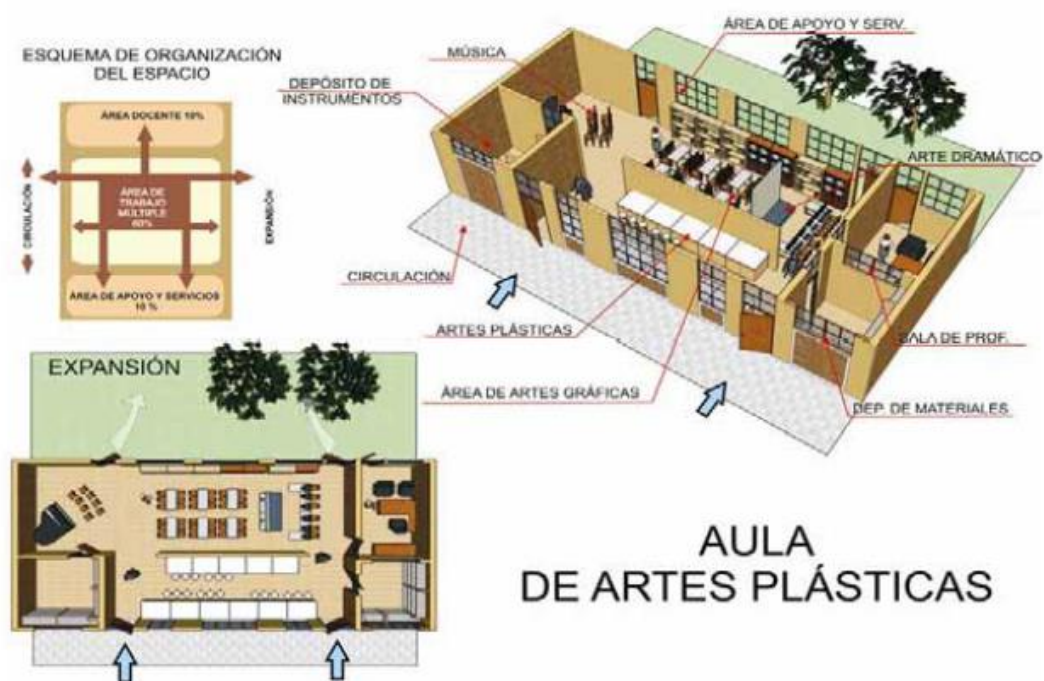 ESQUEMA DE ORGANIZACIÓN
DEL ESPACIO
ÁREA DOCENTE 10%
ÁREA DE
TRABAJO
MÚLTIPLE
60%
CIRCULACIÓN
EXPANSIÓN
ÁREA DE APOYO Y SERVICIOS
10 %
ÁREA DE APOYO Y SERV.
MÚSICA
DEPÓSITO DE
INSTRUMENTOS
ARTE DRAMÁTICO
CIRCULACIÓN
ARTES PLÁSTICAS
SALA DE PROF.
ÁREA DE ARTES GRÁFICAS
DEP. DE MATERIALES
EXPANSIÓN
AULA
DE ARTES PLÁSTICAS